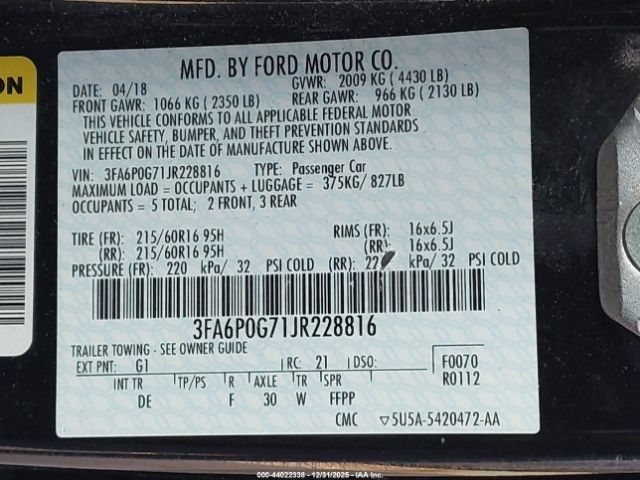 ON
MFD. BY FORD MOTOR CO.
DATE: 04/18 GVWR: 2009 KG ( 4430 LB)
FRONT GAWR: 1066 KG ( 2350 LB) REAR GAWR: 966 KG ( 2130 LB)
THIS VEHICLE CONFORMS TO ALL APPLICABLE FEDERAL MOTOR
VEHICLE SAFETY, BUMPER, AND THEFT PREVENTION STANDARDS
IN EFFECT ON THE DATE OF MANUFACTURE SHOWN ABOVE.
VIN: 3FA6P0G71JR228816 TYPE: Passenger Car
MAXIMUM LOAD = OCCUPANTS + LUGGAGE = 375KG/ 827LB
OCCUPANTS = 5 TOTAL; 2 FRONT, 3 REAR
TIRE (FR): 215/60R16 95H RIMS (FR): 16x6.5J
(RR): 215/60R16 95H (RR): 16x6.5J
PRESSURE (FR): 220 kPa/ 32 PSI COLD (RR): 22 kPa/ 32 PSI COLD
3FA6P0G71JR228816
TRAILER TOWING - SEE OWNER GUIDE
EXT PNT: G1 RC: 21 DSO: F0070
INT TR TP/PS R AXLE TR SPR R0112
DE F 30 W FFPP
CMC ▽5U5A-5420472-AA
000-44022338 - 12/31/2025 - IAAI.com